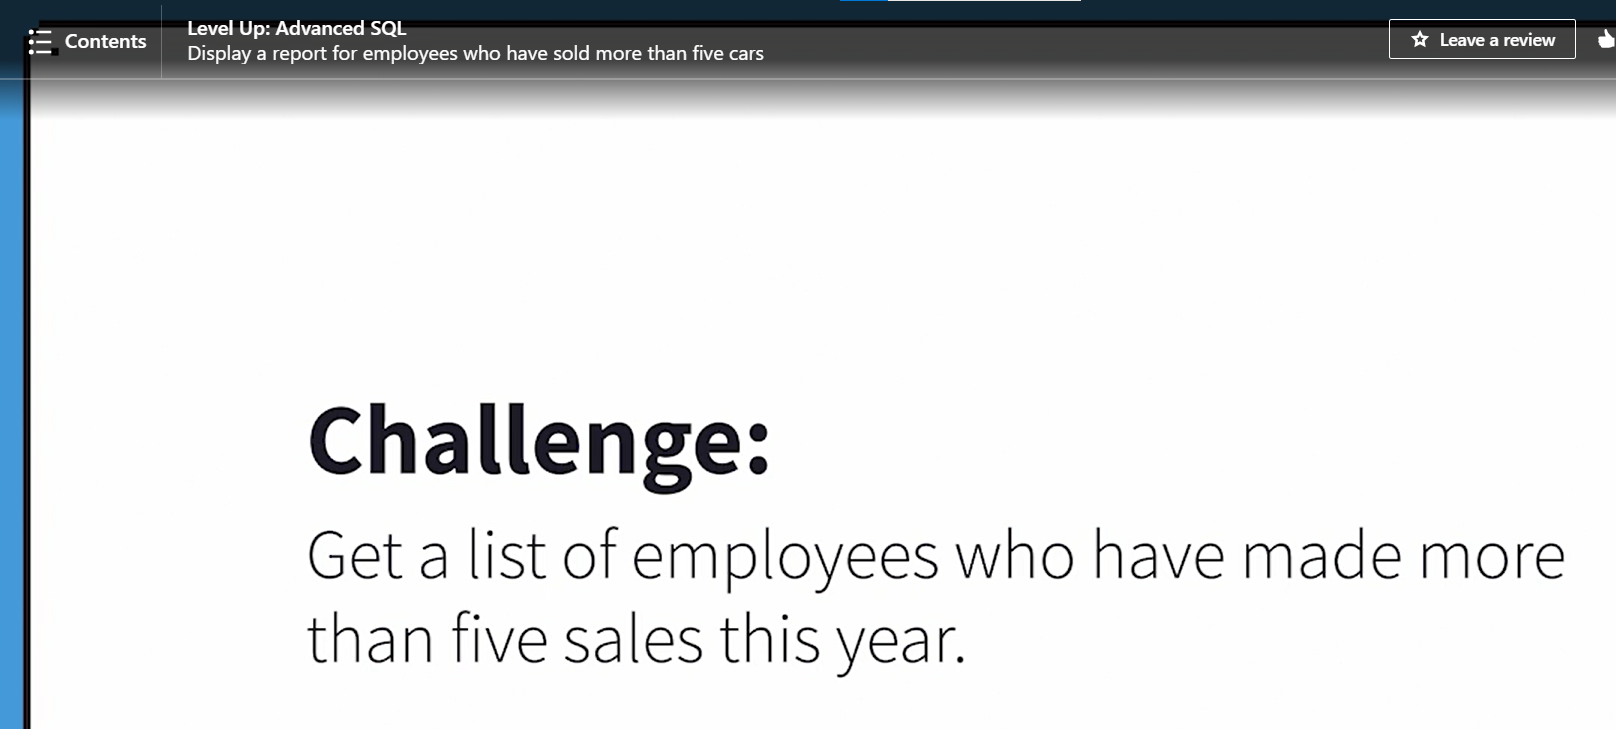 Contents
Level Up: Advanced SQL
Display a report for employees who have sold more than five cars
Leave a review
Challenge:
Get a list of employees who have made more
than five sales this year.